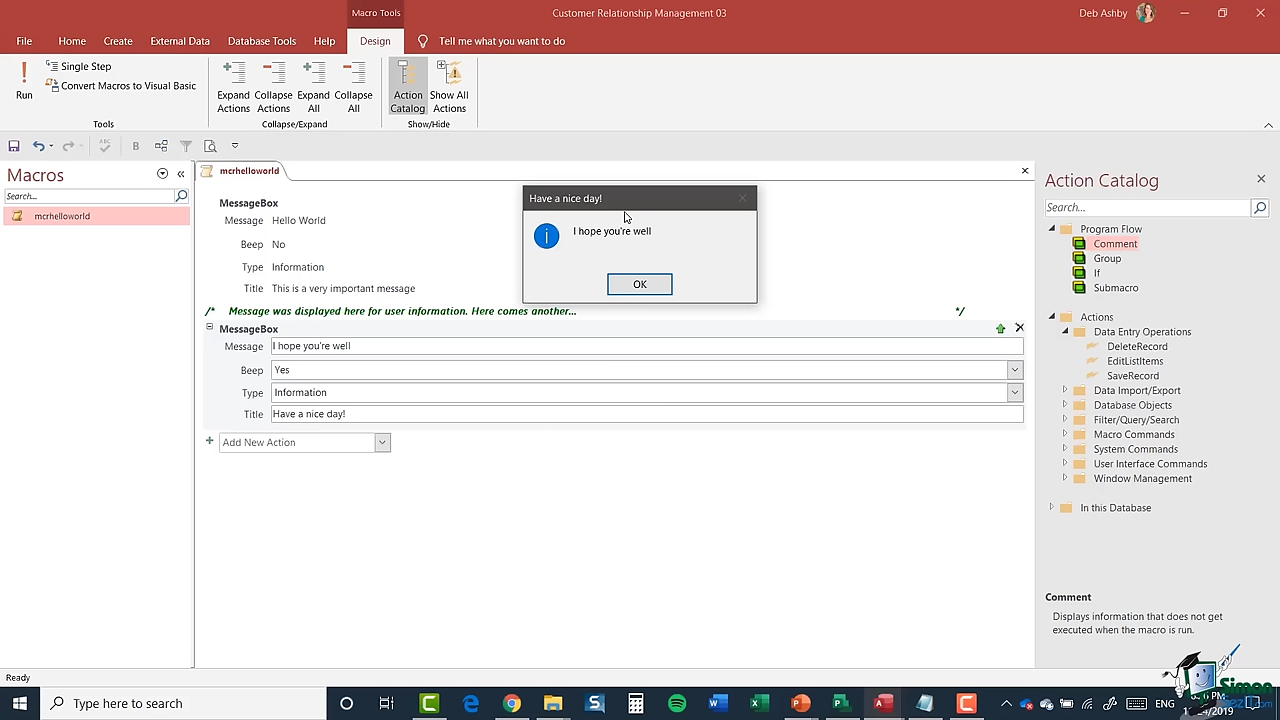 Macro Tools
Customer Relationship Management 03
Deb Ashby
File Home Create External Data Database Tools Help Design Tell me what you want to do
Run
Single Step
Convert Macros to Visual Basic
Tools
Expand Actions
Collapse Actions
Expand All
Collapse All
Collapse/Expand
Action Catalog
Show All Actions
Show/Hide
ABC B
Macros
Search...
mcrhelloworld
mcrhelloworld
MessageBox
Message Hello World
Beep No
Type Information
Title This is a very important message
/* Message was displayed here for user information. Here comes another... */
MessageBox
Message I hope you're well
Beep Yes
Type Information
Title Have a nice day!
Add New Action
Have a nice day!
I hope you're well
OK
Action Catalog
Search...
Program Flow
Comment
Group
If
Submacro
Actions
Data Entry Operations
DeleteRecord
EditListItems
SaveRecord
Data Import/Export
Database Objects
Filter/Query/Search
Macro Commands
System Commands
User Interface Commands
Window Management
In this Database
Comment
Displays information that does not get
executed when the macro is run.
Ready
Type here to search
ENG
Simon